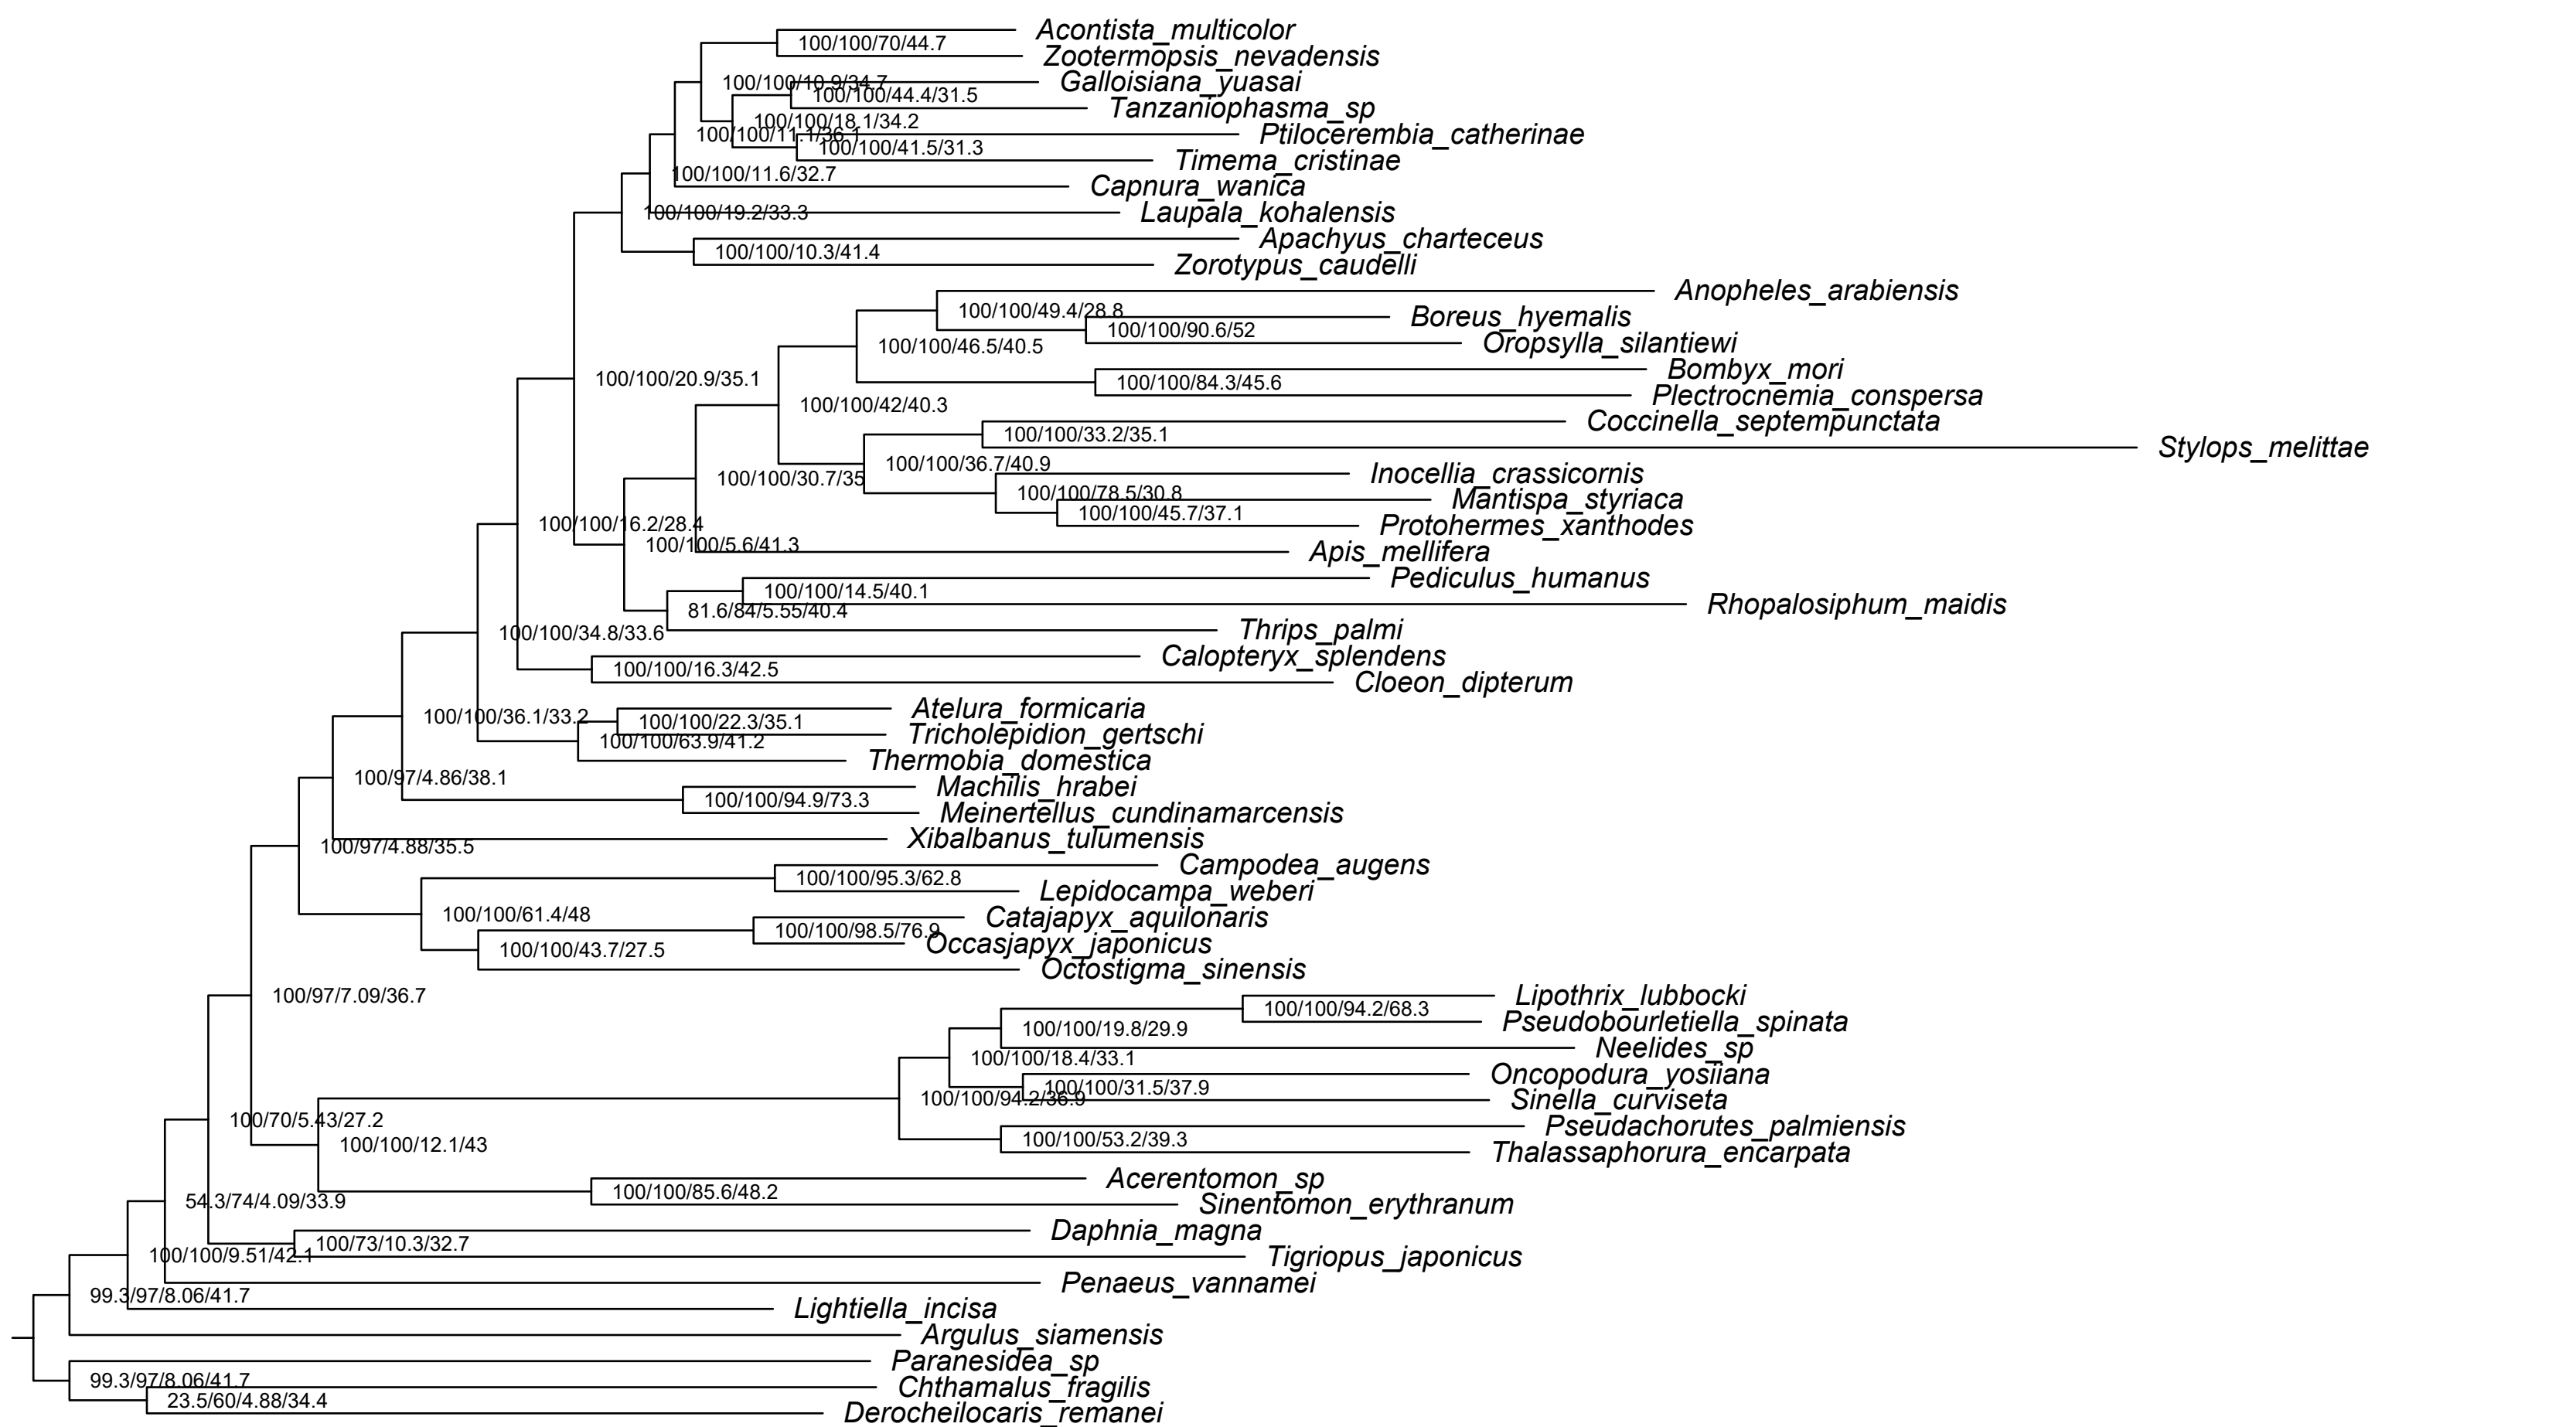 Acontista_multicolor
100/100/70/44.7
Zootermopsis_nevadensis
100/100/10.9/34.7
Galloisiana_yuasai
100/100/44.4/31.5
Tanzaniophasma_sp
100/100/18.1/34.2
100/100/11.1/36.1
Ptilocerembia_catherinae
100/100/41.5/31.3
Timema_cristinae
100/100/11.6/32.7
Capnura_wanica
100/100/19.2/33.3
Laupala_kohalensis
Apachyus_charteceus
100/100/10.3/41.4
Zorotypus_caudelli
Anopheles_arabiensis
100/100/49.4/28.8
Boreus_hyemalis
100/100/90.6/52
Oropsylla_silantiewi
100/100/46.5/40.5
Bombyx_mori
100/100/20.9/35.1
100/100/84.3/45.6
Plectrocnemia_conspersa
100/100/42/40.3
Coccinella_septempunctata
100/100/33.2/35.1
Stylops_melittae
100/100/36.7/40.9
Inocellia_crassicornis
100/100/30.7/35
100/100/78.5/30.8
Mantispa_styriaca
100/100/45.7/37.1
Protohermes_xanthodes
100/100/16.2/28.4
100/100/5.6/41.3
Apis_mellifera
Pediculus_humanus
100/100/14.5/40.1
Rhopalosiphum_maidis
81.6/84/5.55/40.4
Thrips_palmi
100/100/34.8/33.6
Calopteryx_splendens
100/100/16.3/42.5
Cloeon_dipterum
Atelura_formicaria
100/100/36.1/33.2
100/100/22.3/35.1
Tricholepidion_gertschi
100/100/63.9/41.2
Thermobia_domestica
100/97/4.86/38.1
Machilis_hrabei
100/100/94.9/73.3
Meinertellus_cundinamarcensis
Xibalbanus_tulumensis
100/97/4.88/35.5
Campodea_augens
100/100/95.3/62.8
Lepidocampa_weberi
100/100/61.4/48
Catajapyx_aquilonaris
100/100/98.5/76.9
Occasjapyx_japonicus
100/100/43.7/27.5
Octostigma_sinensis
100/97/7.09/36.7
Lipothrix_lubbocki
100/100/94.2/68.3
Pseudobourletiella_spinata
100/100/19.8/29.9
Neelides_sp
100/100/18.4/33.1
Oncopodura_yosiiana
100/100/31.5/37.9
100/100/94.2/36.9
Sinella_curviseta
100/70/5.43/27.2
Pseudachorutes_palmiensis
100/100/53.2/39.3
100/100/12.1/43
Thalassaphorura_encarpata
Acerentomon_sp
100/100/85.6/48.2
54.3/74/4.09/33.9
Sinentomon_erythranum
Daphnia_magna
100/73/10.3/32.7
100/100/9.51/42.1
Tigriopus_japonicus
Penaeus_vannamei
99.3/97/8.06/41.7
Lightiella_incisa
Argulus_siamensis
Paranesidea_sp
99.3/97/8.06/41.7
Chthamalus_fragilis
23.5/60/4.88/34.4
Derocheilocaris_remanei